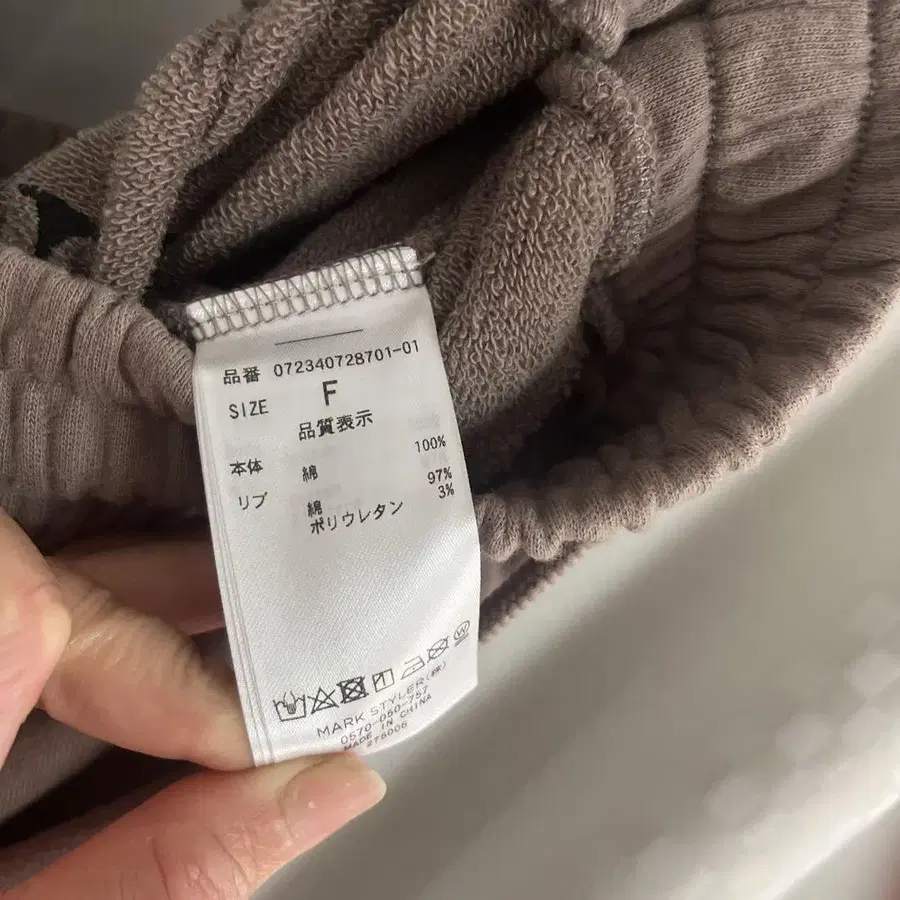 品番 072340728701-01
SIZE F
品質表示
本体 綿 100%
リブ 綿 97%
ポリウレタン 3%
MARK STYLER(株)
0570-050-757
MADE IN CHINA
276006